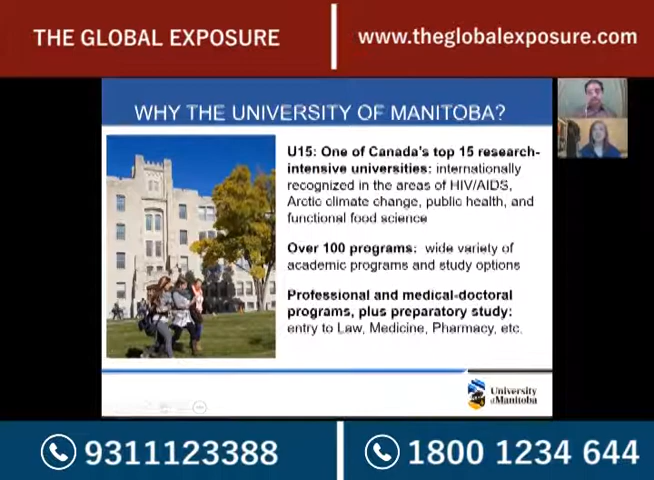 THE GLOBAL EXPOSURE
www.theglobalexposure.com
WHY THE UNIVERSITY OF MANITOBA?
U15: One of Canada's top 15 research-
intensive universities: internationally
recognized in the areas of HIV/AIDS,
Arctic climate change, public health, and
functional food science
Over 100 programs: wide variety of
academic programs and study options
Professional and medical-doctoral
programs, plus preparatory study:
entry to Law, Medicine, Pharmacy, etc.
University
of Manitoba
9311123388
1800 1234 644